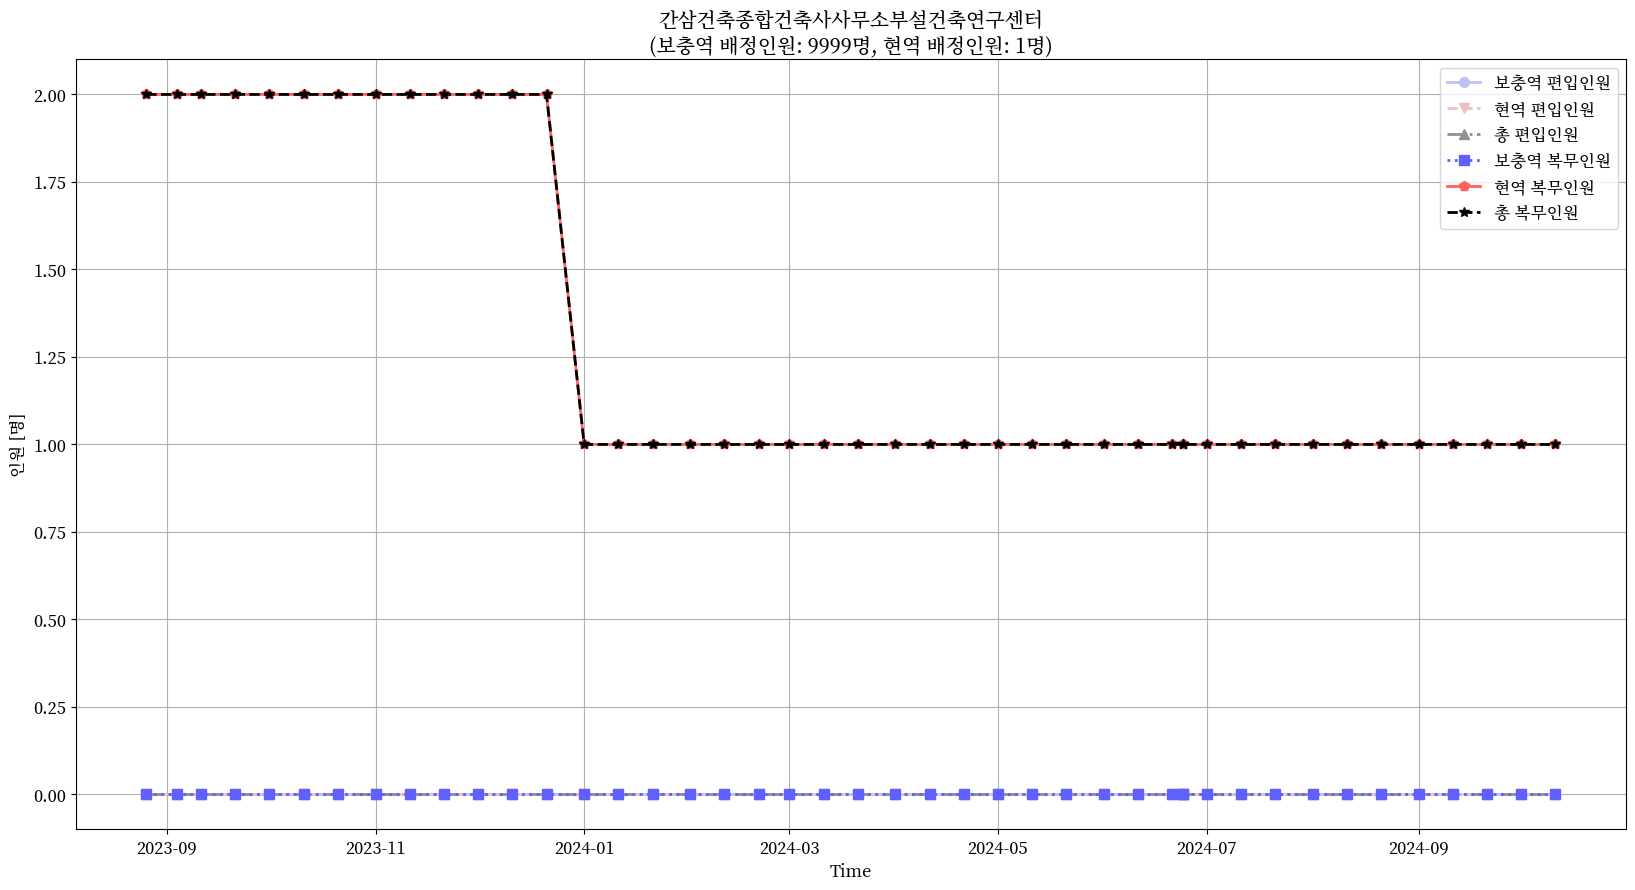 간삼건축종합건축사사무소부설건축연구센터
(보충역 배정인원: 9999명, 현역 배정인원: 1명)
보충역 편입인원
현역 편입인원
총 편입인원
보충역 복무인원
현역 복무인원
총 복무인원
인원 [명]
2.00
1.75
1.50
1.25
1.00
0.75
0.50
0.25
0.00
2023-09
2023-11
2024-01
2024-03
2024-05
2024-07
2024-09
Time